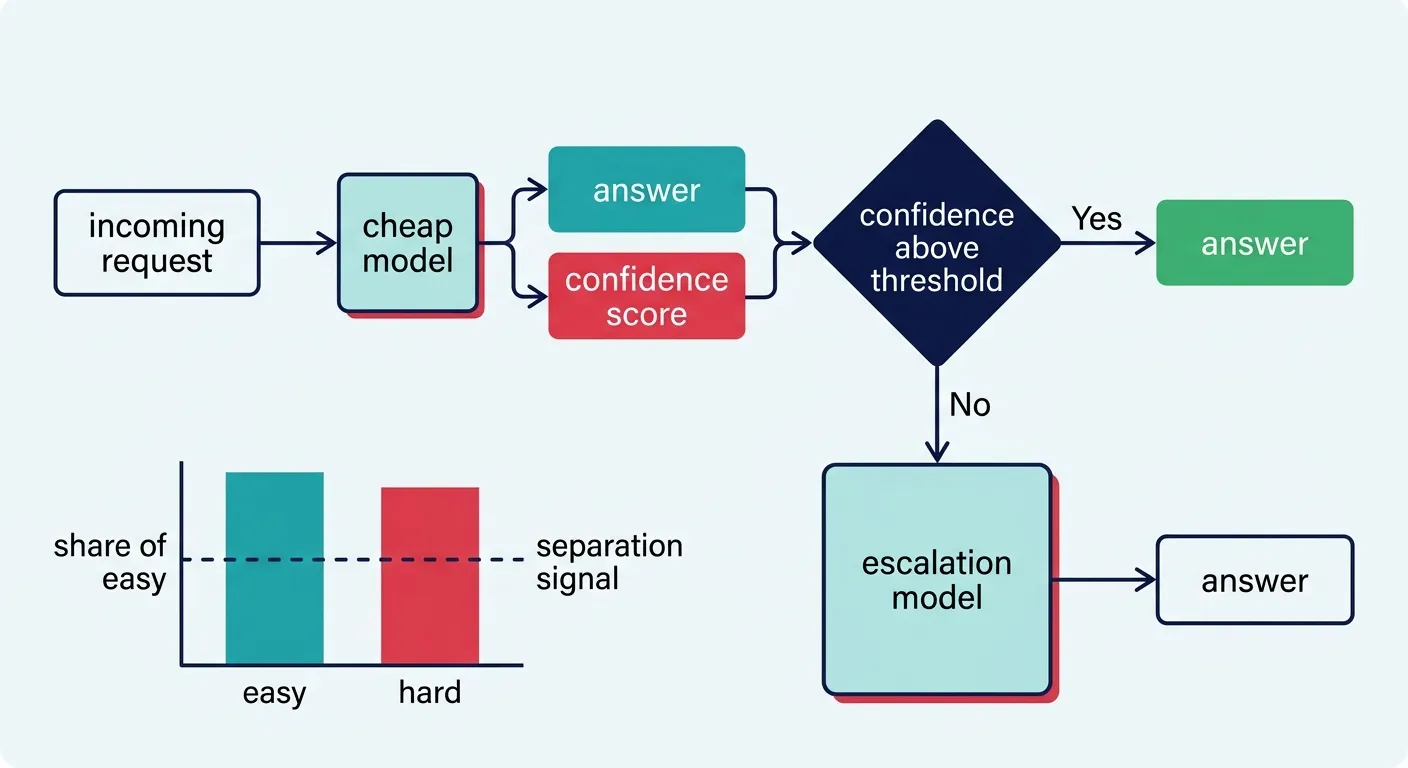 incoming
request
cheap
model
answer
confidence
score
confidence
above
threshold
Yes
answer
No
share of
easy
separation
signal
easy
hard
escalation
model
answer